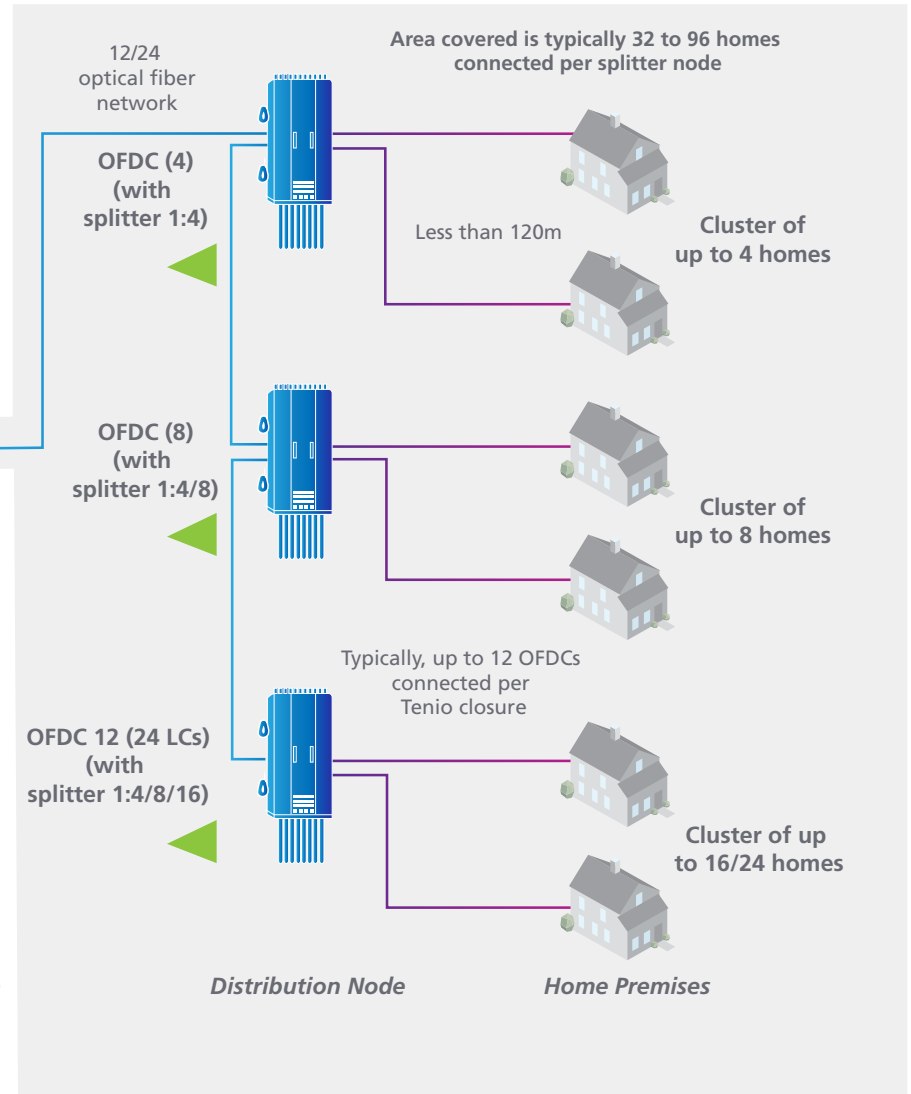 Area covered is typically 32 to 96 homes
connected per splitter node
12/24
optical fiber
network
OFDC (4)
(with
splitter 1:4)
Less than 120m
Cluster of
up to 4 homes
OFDC (8)
(with
splitter 1:4/8)
Cluster of
up to 8 homes
Typically, up to 12 OFDCs
connected per
Tenio closure
OFDC 12 (24 LCs)
(with
splitter 1:4/8/16)
Cluster of up
to 16/24 homes
Distribution Node
Home Premises